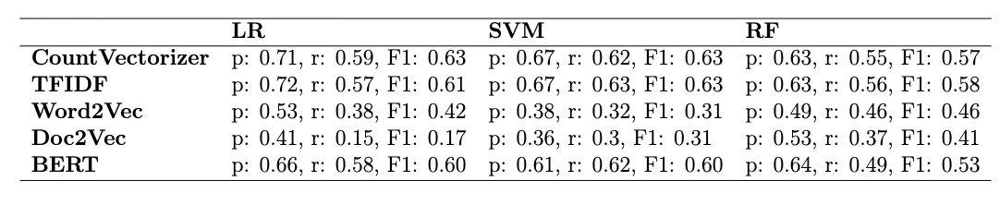 LR SVM RF
CountVectorizer p: 0.71, r: 0.59, F1: 0.63 p: 0.67, r: 0.62, F1: 0.63 p: 0.63, r: 0.55, F1: 0.57
TFIDF p: 0.72, r: 0.57, F1: 0.61 p: 0.67, r: 0.63, F1: 0.63 p: 0.63, r: 0.56, F1: 0.58
Word2Vec p: 0.53, r: 0.38, F1: 0.42 p: 0.38, r: 0.32, F1: 0.31 p: 0.49, r: 0.46, F1: 0.46
Doc2Vec p: 0.41, r: 0.15, F1: 0.17 p: 0.36, r: 0.3, F1: 0.31 p: 0.53, r: 0.37, F1: 0.41
BERT p: 0.66, r: 0.58, F1: 0.60 p: 0.61, r: 0.62, F1: 0.60 p: 0.64, r: 0.49, F1: 0.53